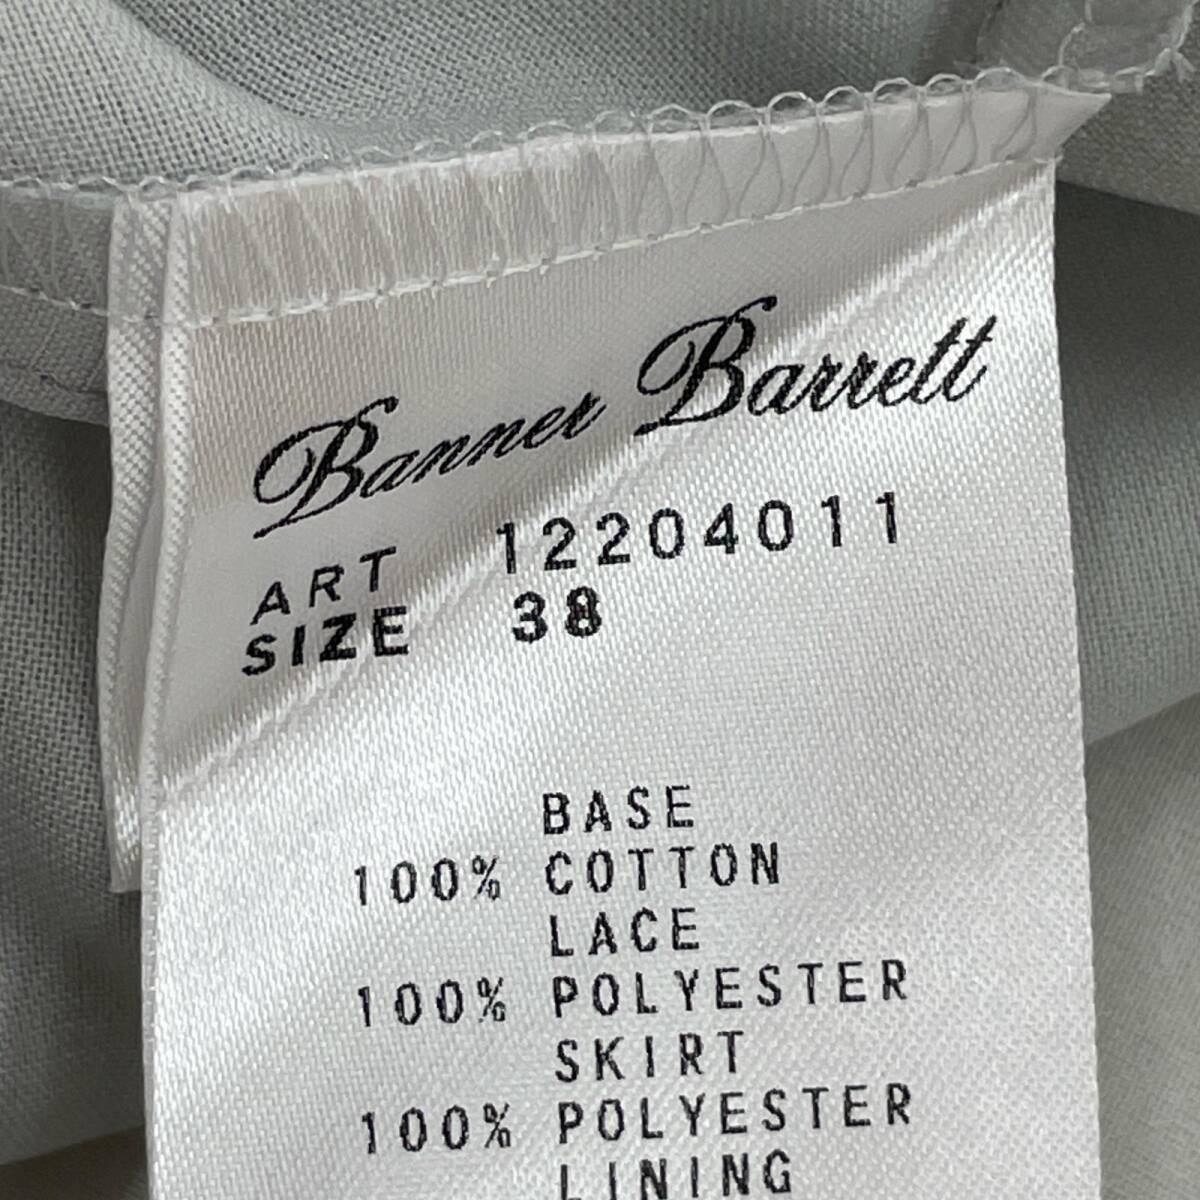 Banner Barrett
ART 12204011
SIZE 38
BASE
100% COTTON
LACE
100% POLYESTER
SKIRT
100% POLYESTER
LINING